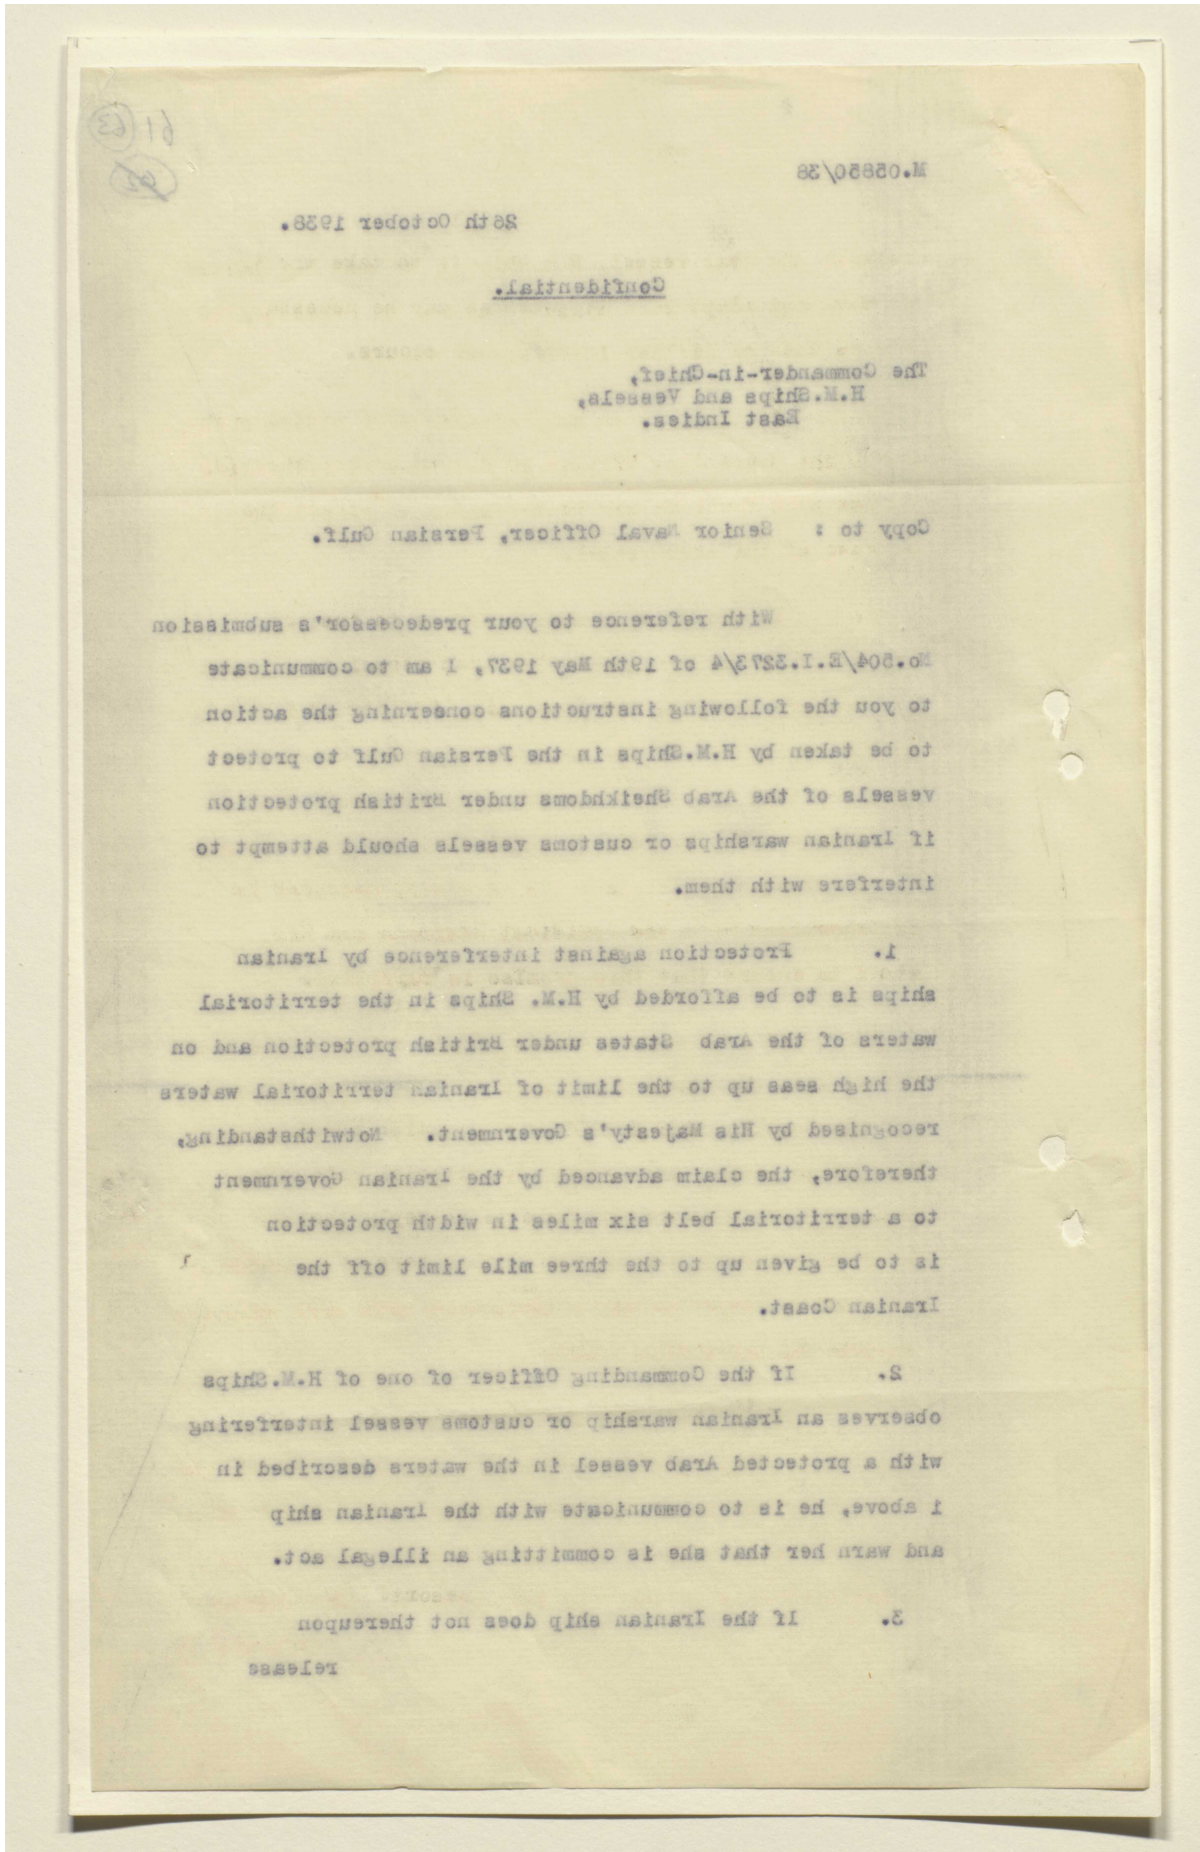 61 63
M.05850/38
26th October 1938.
Confidential.
The Commander-in-Chief,
H.M.Ships and Vessels,
East Indies.
Copy to : Senior Naval Officer, Persian Gulf.
With reference to your predecessor's submission
No.504/E.I.3273/4 of 19th May 1937, I am to communicate
to you the following instructions concerning the action
to be taken by H.M.Ships in the Persian Gulf to protect
vessels of the Arab Sheikhdoms under British protection
if Iranian warships or customs vessels should attempt to
interfere with them.
1. Protection against interference by Iranian
ships is to be afforded by H.M. Ships in the territorial
waters of the Arab States under British protection and on
the high seas up to the limit of Iranian territorial waters
recognised by His Majesty's Government. Notwithstanding,
therefore, the claim advanced by the Iranian Government
to a territorial belt six miles in width protection
is to be given up to the three mile limit off the
Iranian Coast.
2. If the Commanding Officer of one of H.M.Ships
observes an Iranian warship or customs vessel interfering
with a protected Arab vessel in the waters described in
1 above, he is to communicate with the Iranian ship
and warn her that she is committing an illegal act.
3. If the Iranian ship does not thereupon
release